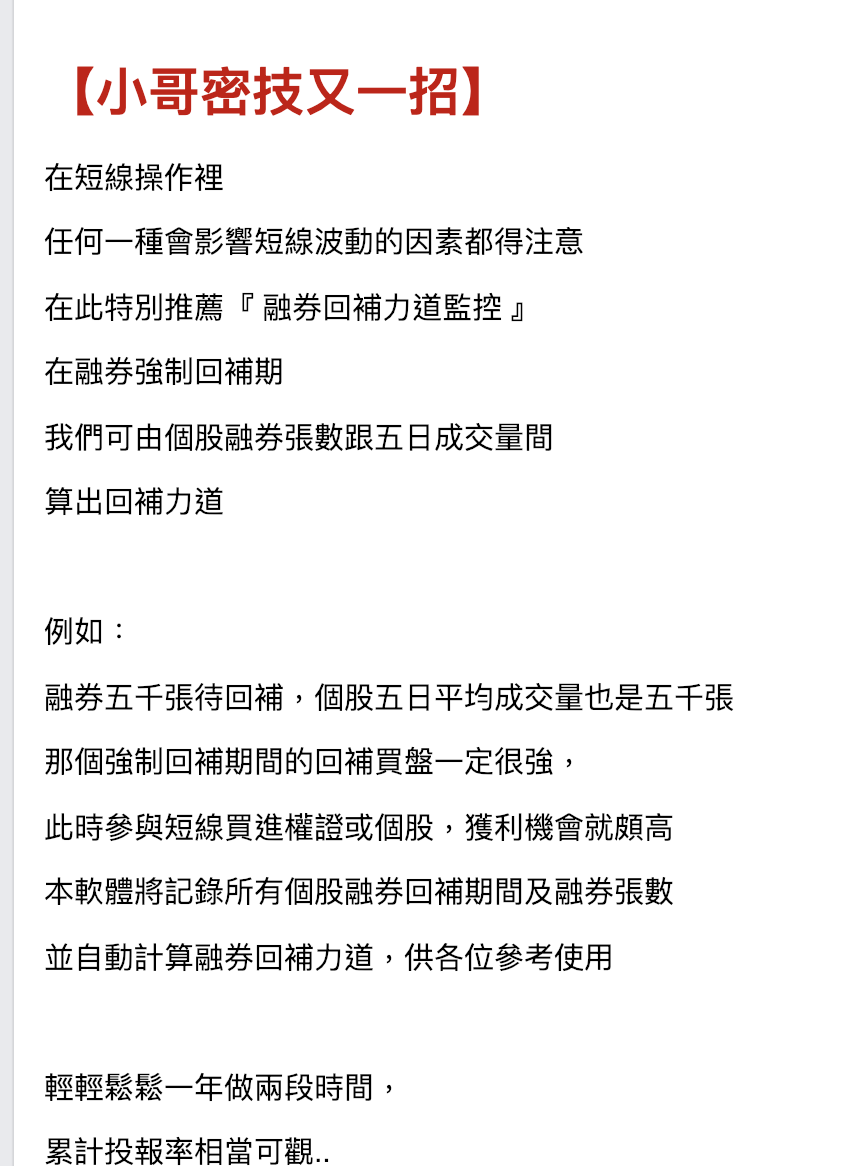 【小哥密技又一招】
在短線操作裡
任何一種會影響短線波動的因素都得注意
在此特別推薦『 融券回補力道監控 』
在融券強制回補期
我們可由個股融券張數跟五日成交量間
算出回補力道
例如：
融券五千張待回補，個股五日平均成交量也是五千張
那個強制回補期間的回補買盤一定很強，
此時參與短線買進權證或個股，獲利機會就頗高
本軟體將記錄所有個股融券回補期間及融券張數
並自動計算融券回補力道，供各位參考使用
輕輕鬆鬆一年做兩段時間，
累計投報率相當可觀..